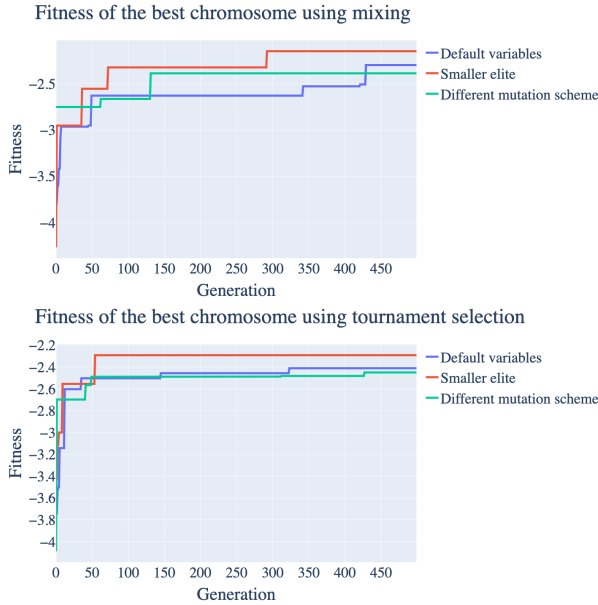 Fitness of the best chromosome using mixing
Default variables
Smaller elite
Different mutation scheme
−2.5
−3
−3.5
−4
Fitness
0 50 100 150 200 250 300 350 400 450
Generation
Fitness of the best chromosome using tournament selection
Default variables
Smaller elite
Different mutation scheme
−2.2
−2.4
−2.6
−2.8
−3
−3.2
−3.4
−3.6
−3.8
−4
Fitness
0 50 100 150 200 250 300 350 400 450
Generation